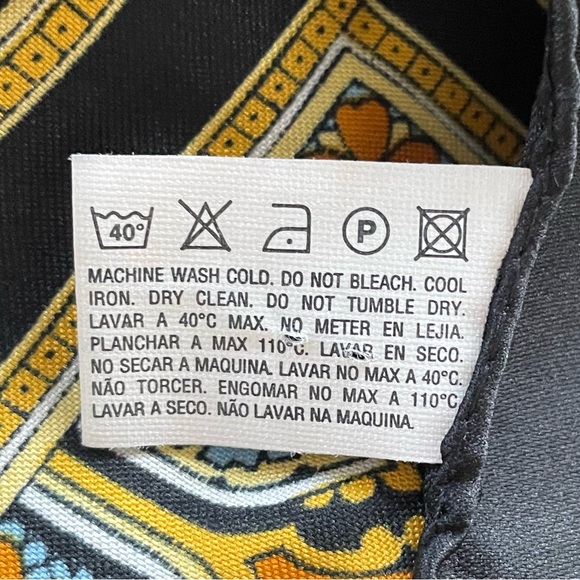 40° P
MACHINE WASH COLD. DO NOT BLEACH. COOL
IRON. DRY CLEAN. DO NOT TUMBLE DRY.
LAVAR A 40°C MAX. NO METER EN LEJIA.
PLANCHAR A MAX 110°C. LAVAR EN SECO.
NO SECAR A MAQUINA. LAVAR NO MAX A 40°C.
NÃO TORCER. ENGOMAR NO MAX A 110°C
LAVAR A SECO. NÃO LAVAR NA MAQUINA.